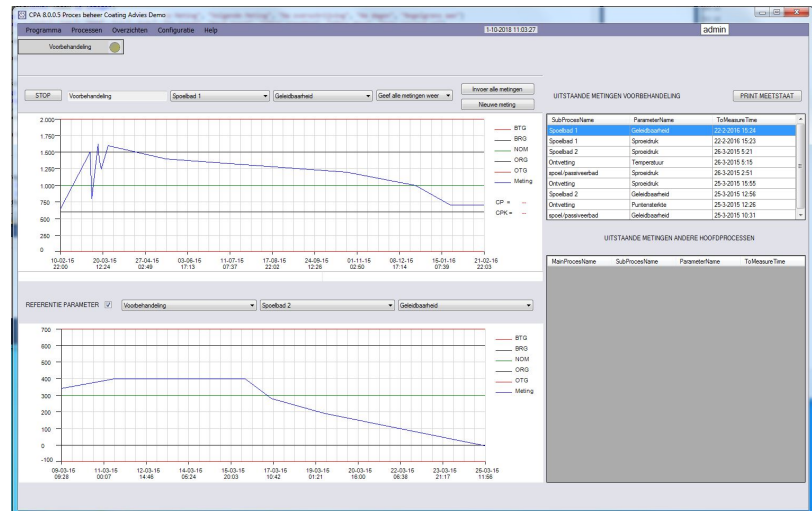 CPA 8.0.0.5 Proces beheer Coating Advies Demo
Programma Processen Overzichten Configuratie Help 1-10-2018 11:03:27 admin
Voorbehandeling
STOP Voorbehandeling Spoelbad 1 Geleidbaarheid Geef alle metingen weer Invoer alle metingen
Nieuwe meting
2.000
1.750
1.500
1.250
1.000
750
500
250
0
BTG
BRG
NOM
ORG
OTG
Meting
CP = --
CPK = --
10-02-15 20-03-15 27-04-15 03-06-15 11-07-15 17-08-15 24-09-15 01-11-15 08-12-15 16-01-16 21-02-16
22:00 12:24 02:49 17:13 07:37 22:02 12:26 02:50 17:14 07:39 22:03
REFERENTIE PARAMETER Voorbehandeling Spoelbad 2 Geleidbaarheid
700
600
500
400
300
200
100
0
-100
BTG
BRG
NOM
ORG
OTG
Meting
09-03-15 11-03-15 12-03-15 14-03-15 15-03-15 17-03-15 19-03-15 20-03-15 22-03-15 23-03-15 25-03-15
09:28 00:07 14:46 05:24 20:03 10:42 01:21 16:00 06:38 21:17 11:56
UITSTAANDE METINGEN VOORBEHANDELING PRINT MEETSTAAT
SubProcesName ParameterName ToMeasureTime
Spoelbad 1 Geleidbaarheid 22-2-2016 15:24
Spoelbad 1 Sproeidruk 22-2-2016 15:23
Spoelbad 2 Sproeidruk 26-3-2015 5:21
Ontvetting Temperatuur 26-3-2015 5:15
spoel/passiveerbad Sproeidruk 26-3-2015 2:51
Ontvetting Sproeidruk 25-3-2015 15:55
Spoelbad 2 Geleidbaarheid 25-3-2015 12:56
Ontvetting Puntensterkte 25-3-2015 12:26
spoel/passiveerbad Geleidbaarheid 25-3-2015 10:31
UITSTAANDE METINGEN ANDERE HOOFDPROCESSEN
MainProcesName SubProcesName ParameterName ToMeasureTime